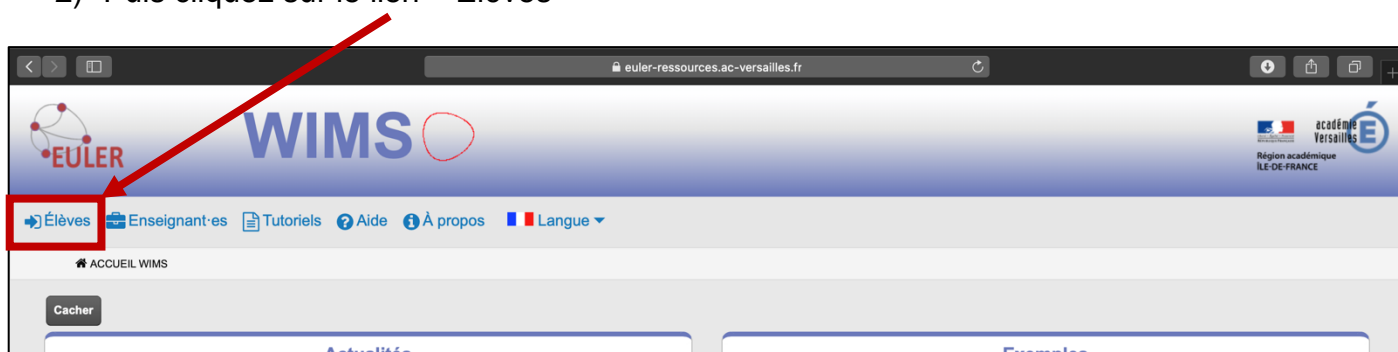 2) Puis cliquez sur le lien « Élèves »
euler-ressources.ac-versailles.fr
EULER
WIMS
académie
Versailles
Région académique
ÎLE-DE-FRANCE
Élèves Enseignant·es Tutoriels Aide À propos Langue
ACCUEIL WIMS
Cacher
Actualités Exemples